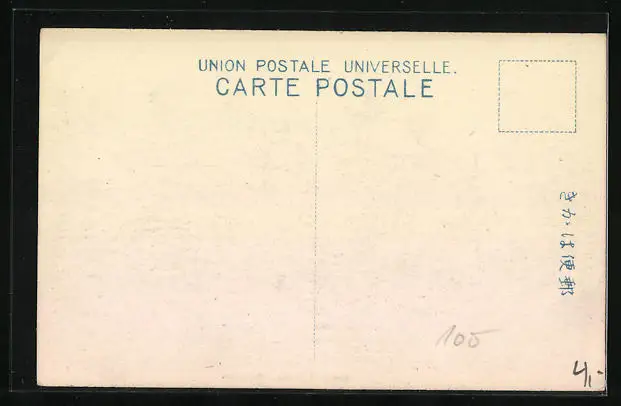 UNION POSTALE UNIVERSELLE.
CARTE POSTALE
きかは便郵
100
4,-